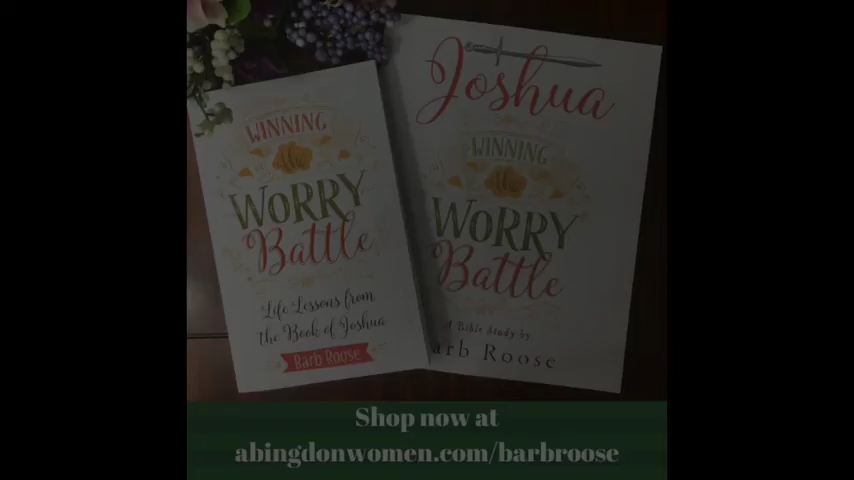 WINNING
the
WORRY
Battle
Life Lessons from
the Book of Joshua
Barb Roose
Joshua
WINNING
the
WORRY
Battle
A Bible Study by
arb Roose
Shop now at
abingdonwomen.com/barbroose